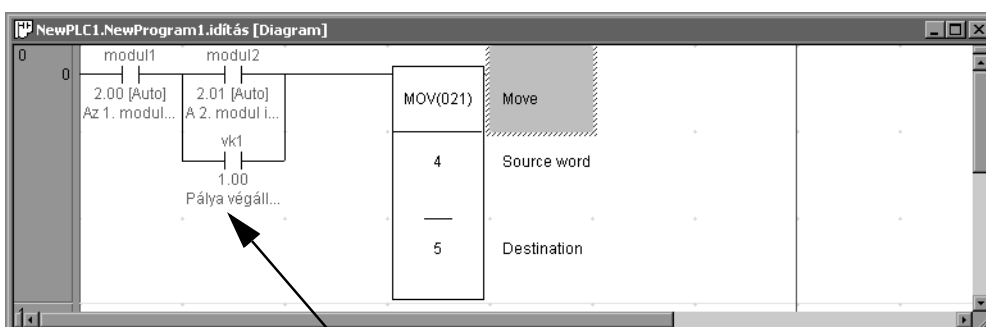 NewPLC1.NewProgram1.idítás [Diagram]
0
0
modul1 modul2
2.00 [Auto] 2.01 [Auto]
Az 1. modul... A 2. modul i...
MOV(021) Move
vk1
4 Source word
1.00
Pálya végáll...
5 Destination
1